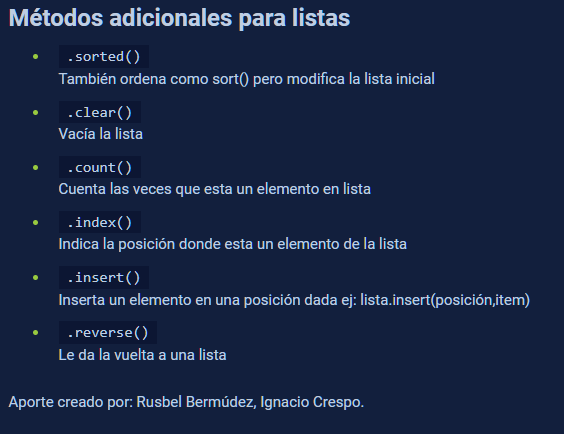 Métodos adicionales para listas
.sorted()
También ordena como sort() pero modifica la lista inicial
.clear()
Vacía la lista
.count()
Cuenta las veces que esta un elemento en lista
.index()
Indica la posición donde esta un elemento de la lista
.insert()
Inserta un elemento en una posición dada ej: lista.insert(posición,item)
.reverse()
Le da la vuelta a una lista
Aporte creado por: Rusbel Bermúdez, Ignacio Crespo.